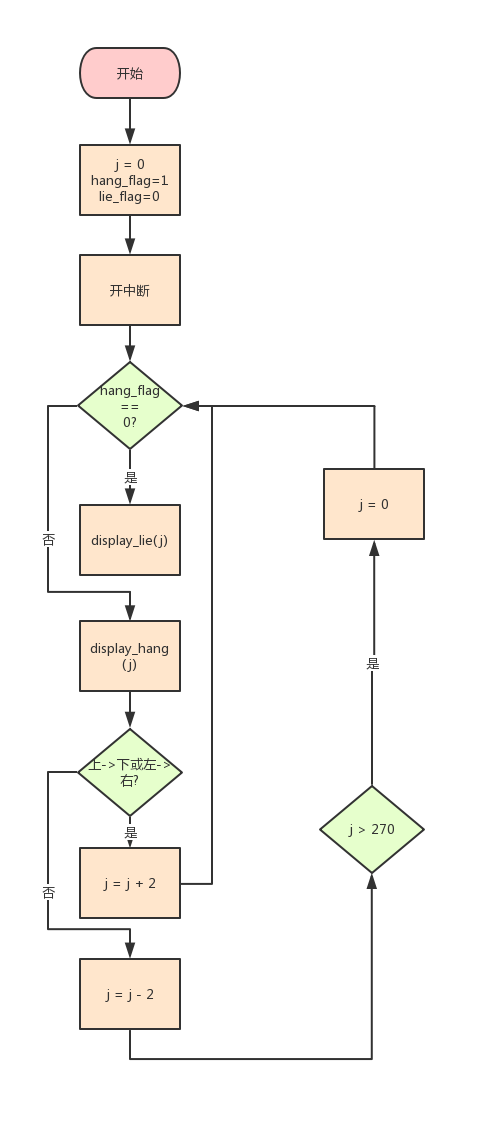 开始
j = 0
hang_flag=1
lie_flag=0
开中断
hang_flag
==
0?
是
否
display_lie(j)
j = 0
display_hang
(j)
是
上->下或左->
右?
是
j > 270
否
j = j + 2
j = j - 2